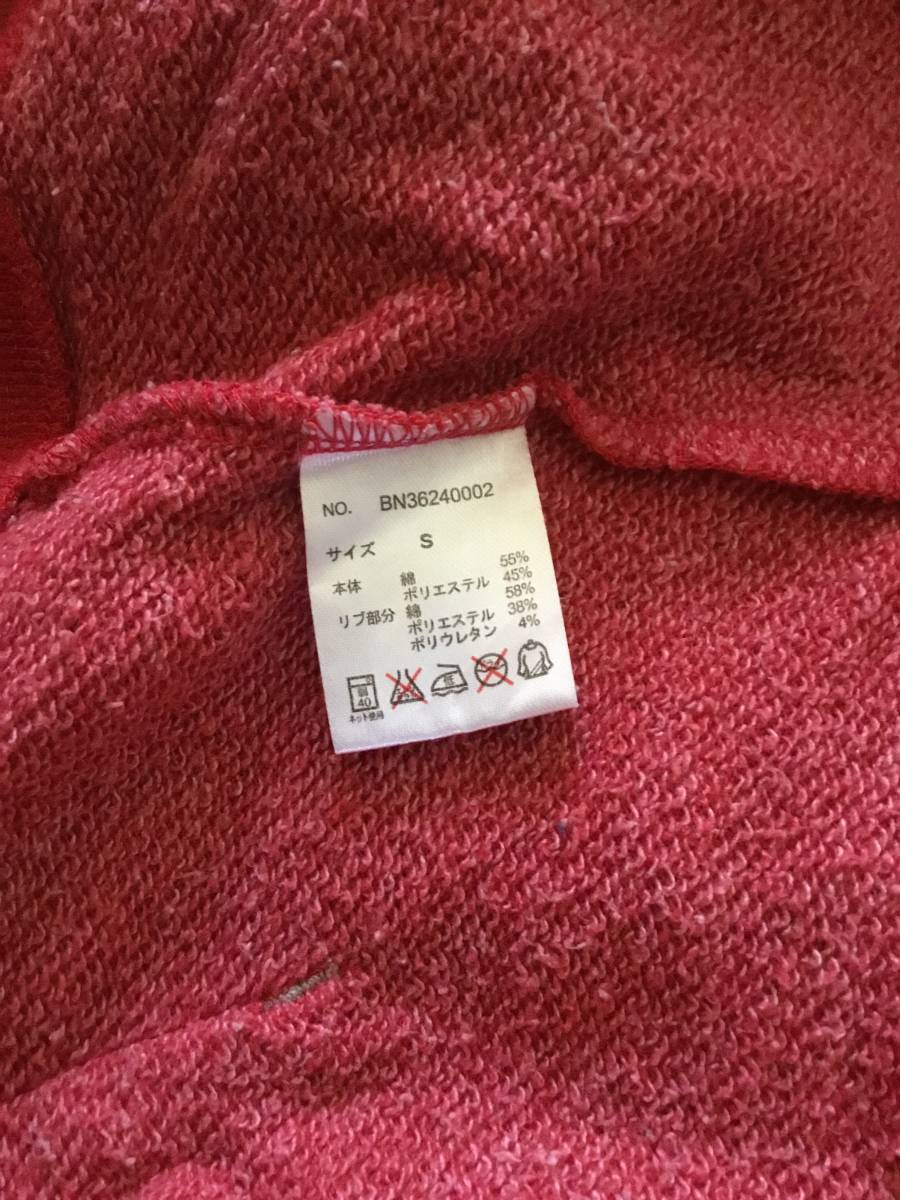 NO. BN36240002
サイズ S
本体 綿 55%
ポリエステル 45%
リブ部分 綿 58%
ポリエステル 38%
ポリウレタン 4%
弱 40 低
ネット使用